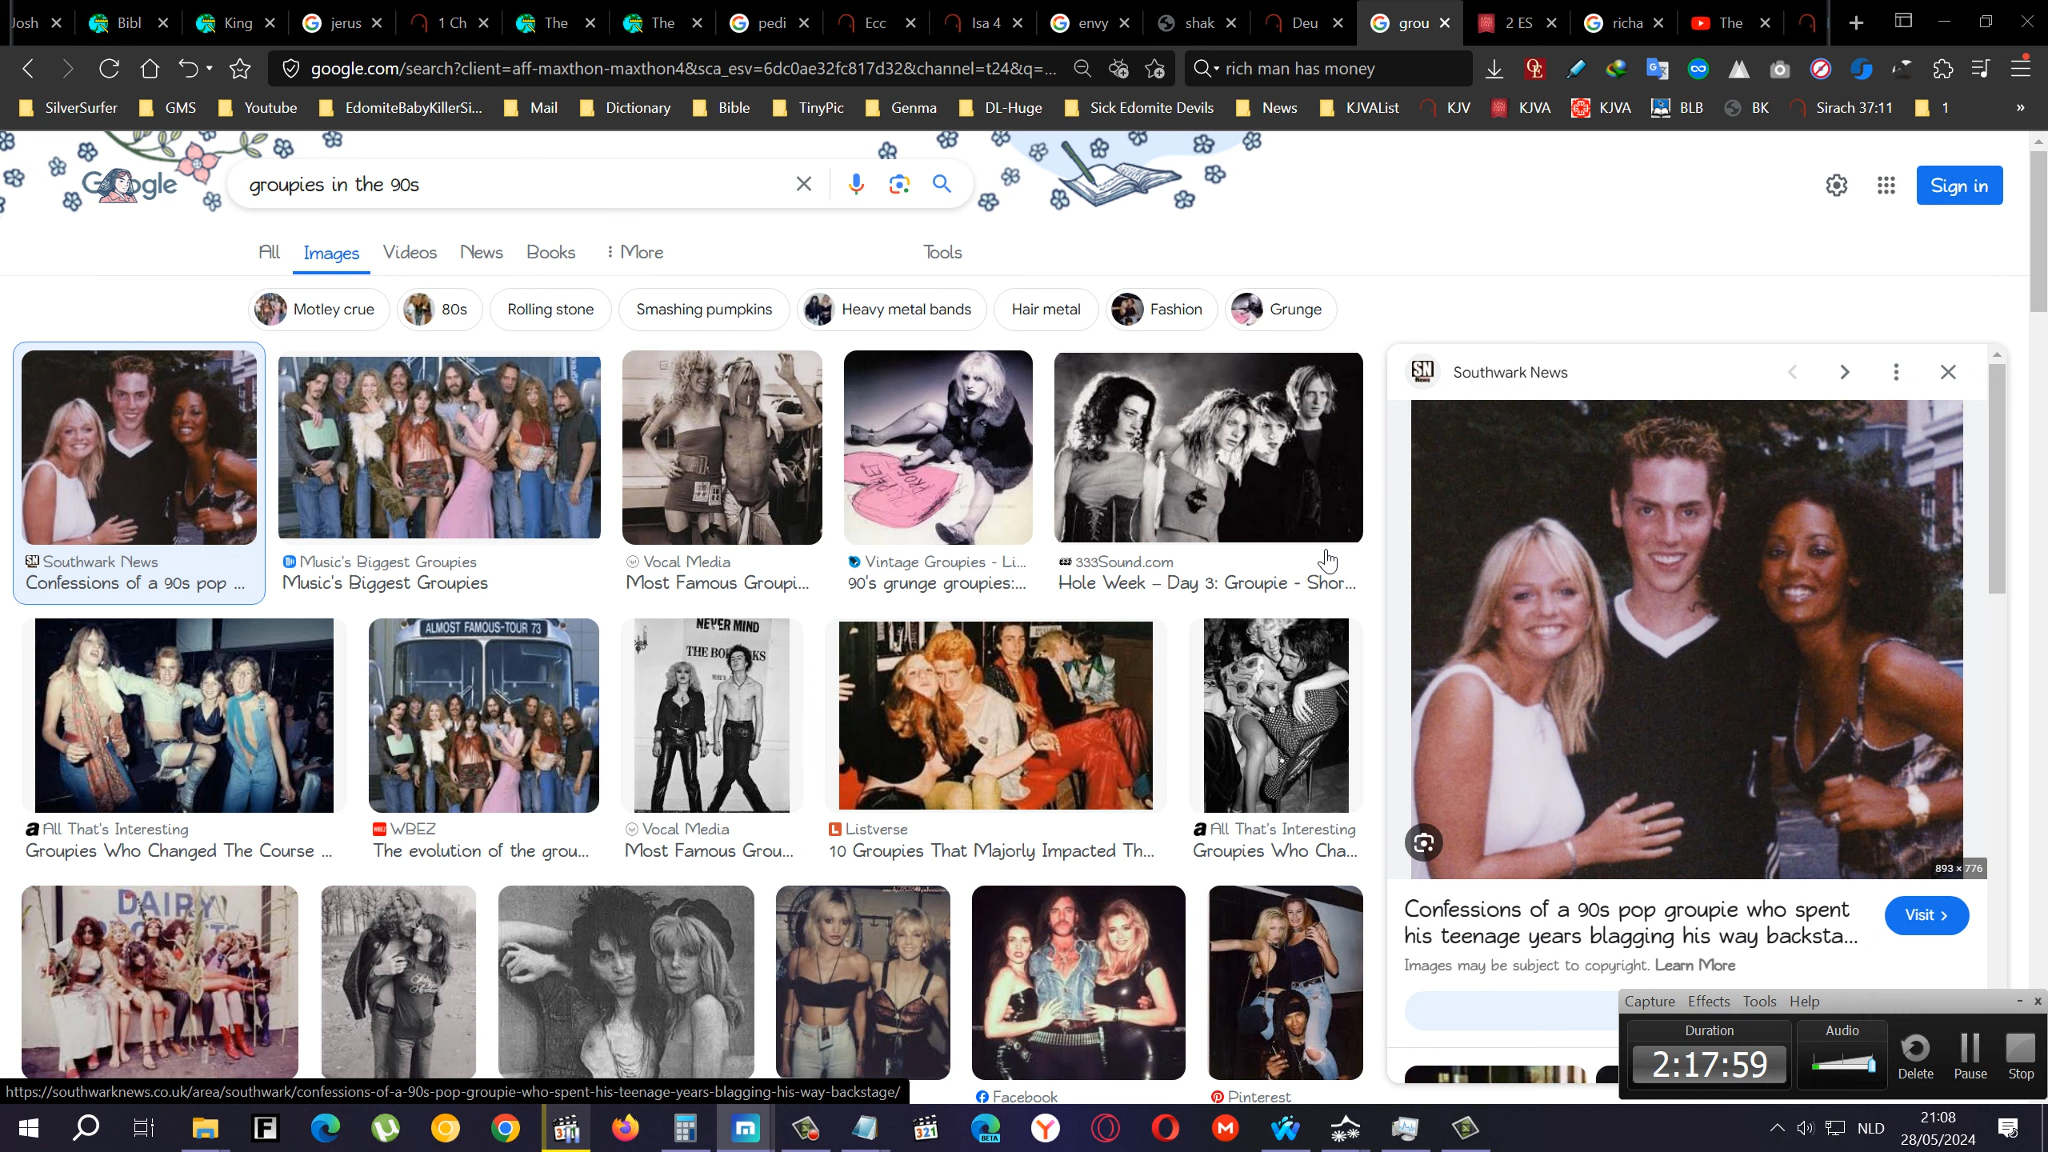 Josh
Bibl
King
jerus
1 Ch
The
The
pedi
Ecc
Isa 4
envy
shak
Deu
grou
2 ES
richa
The
google.com/search?client=aff-maxthon-maxthon4&sca_esv=6dc0ae32fc817d32&channel=t24&q=...
rich man has money
SilverSurfer
GMS
Youtube
EdomiteBabyKillerSi...
Mail
Dictionary
Bible
TinyPic
Genma
DL-Huge
Sick Edomite Devils
News
KJVAList
KJV
KJVA
KJVA
BLB
BK
Sirach 37:11
1
»
Google
groupies in the 90s
Sign in
All
Images
Videos
News
Books
More
Tools
Motley crue
80s
Rolling stone
Smashing pumpkins
Heavy metal bands
Hair metal
Fashion
Grunge
Southwark News
Confessions of a 90s pop ...
Music's Biggest Groupies
Music's Biggest Groupies
Vocal Media
Most Famous Groupi...
Vintage Groupies - Li...
90's grunge groupies:...
333Sound.com
Hole Week – Day 3: Groupie - Shor...
SN
News
Southwark News
893 × 776
Confessions of a 90s pop groupie who spent
his teenage years blagging his way backsta...
Visit
Images may be subject to copyright. Learn More
ALMOST FAMOUS-TOUR 73
NEVER MIND
THE BO
KS
All That's Interesting
Groupies Who Changed The Course ...
WBEZ
The evolution of the grou...
Vocal Media
Most Famous Grou...
Listverse
10 Groupies That Majorly Impacted Th...
All That's Interesting
Groupies Who Cha...
DAIRY
Facebook
Pinterest
Capture
Effects
Tools
Help
Duration
2:17:59
Audio
Delete
Pause
Stop
https://southwarknews.co.uk/area/southwark/confessions-of-a-90s-pop-groupie-who-spent-his-teenage-years-blagging-his-way-backstage/
321
BETA
NLD
21:08
28/05/2024